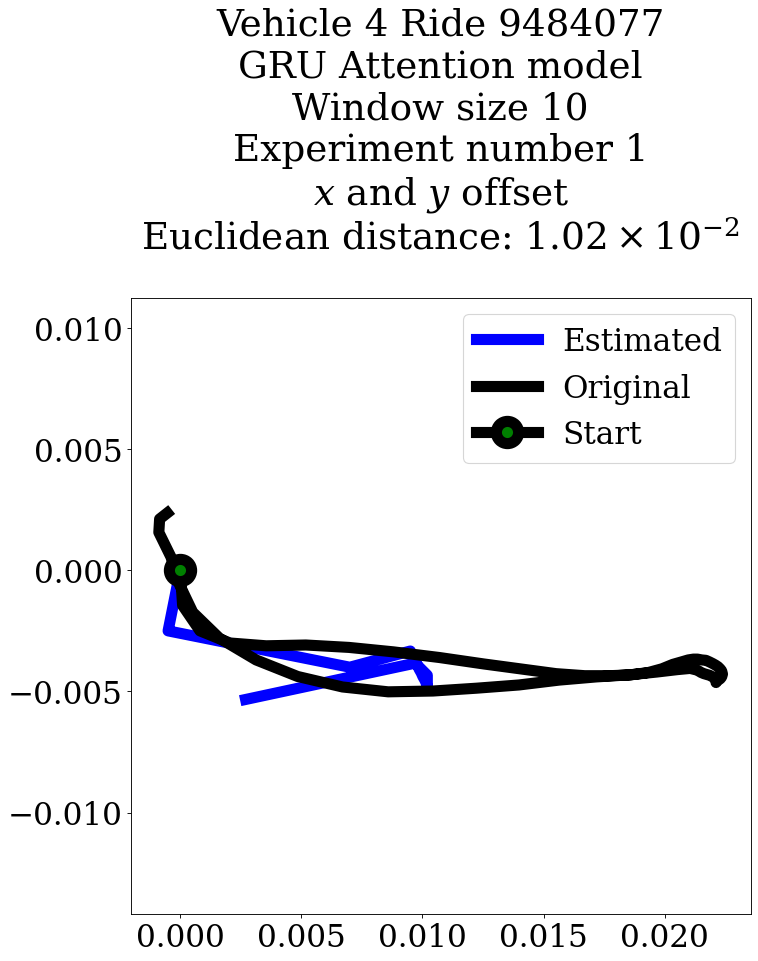 Vehicle 4 Ride 9484077
GRU Attention model
Window size 10
Experiment number 1
x and y offset
Euclidean distance: 1.02 × 10⁻²
Estimated
Original
Start
0.010
0.005
0.000
−0.005
−0.010
0.000 0.005 0.010 0.015 0.020